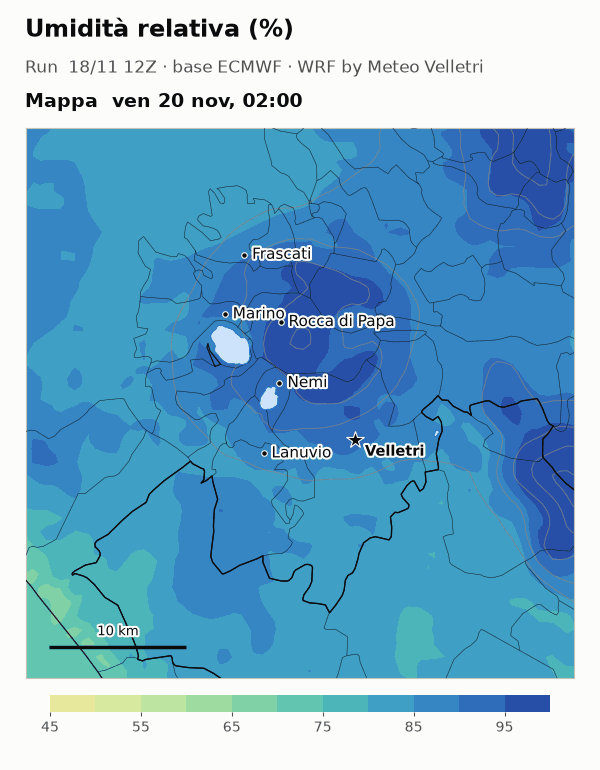 Umidità relativa (%)
Run  18/11 12Z · base ECMWF · WRF by Meteo Velletri
Mappa  ven 20 nov, 02:00
Frascati
Marino
Rocca di Papa
Nemi
Velletri
Lanuvio
10 km
45 55 65 75 85 95